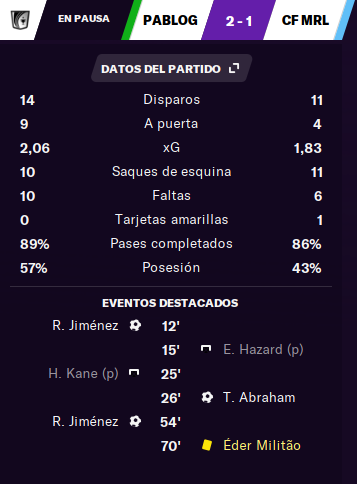 EN PAUSA PABLOG 2 - 1 CF MRL
DATOS DEL PARTIDO
14 Disparos 11
9 A puerta 4
2,06 xG 1,83
10 Saques de esquina 11
10 Faltas 6
0 Tarjetas amarillas 1
89% Pases completados 86%
57% Posesión 43%
EVENTOS DESTACADOS
R. Jiménez 12'
15' E. Hazard (p)
H. Kane (p) 25'
26' T. Abraham
R. Jiménez 54'
70' Éder Militão